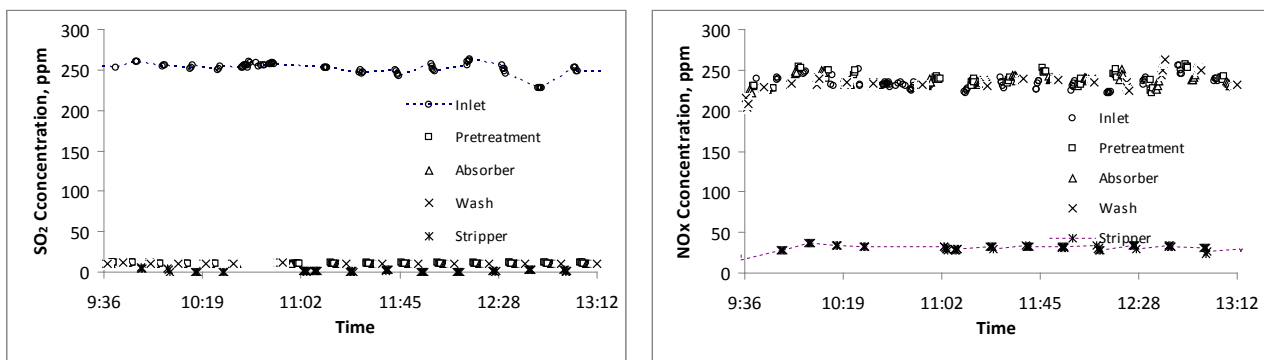 SO₂ Cconcentration, ppm
300
250
200
150
100
50
0
Inlet
Pretreatment
Absorber
Wash
Stripper
9:36 10:19 11:02 11:45 12:28 13:12
Time
NOx Cconcentration, ppm
300
250
200
150
100
50
0
Inlet
Pretreatment
Absorber
Wash
Stripper
9:36 10:19 11:02 11:45 12:28 13:12
Time